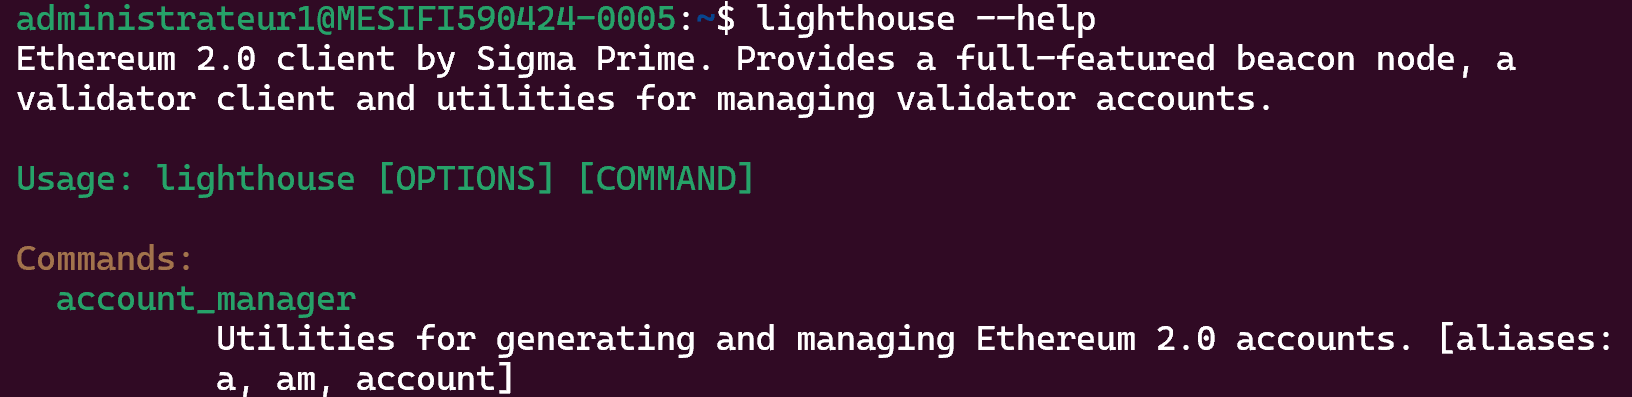 administrateur1@MESIFI590424-0005:~$ lighthouse --help
Ethereum 2.0 client by Sigma Prime. Provides a full-featured beacon node, a
validator client and utilities for managing validator accounts.
Usage: lighthouse [OPTIONS] [COMMAND]
Commands:
account_manager
Utilities for generating and managing Ethereum 2.0 accounts. [aliases:
a, am, account]